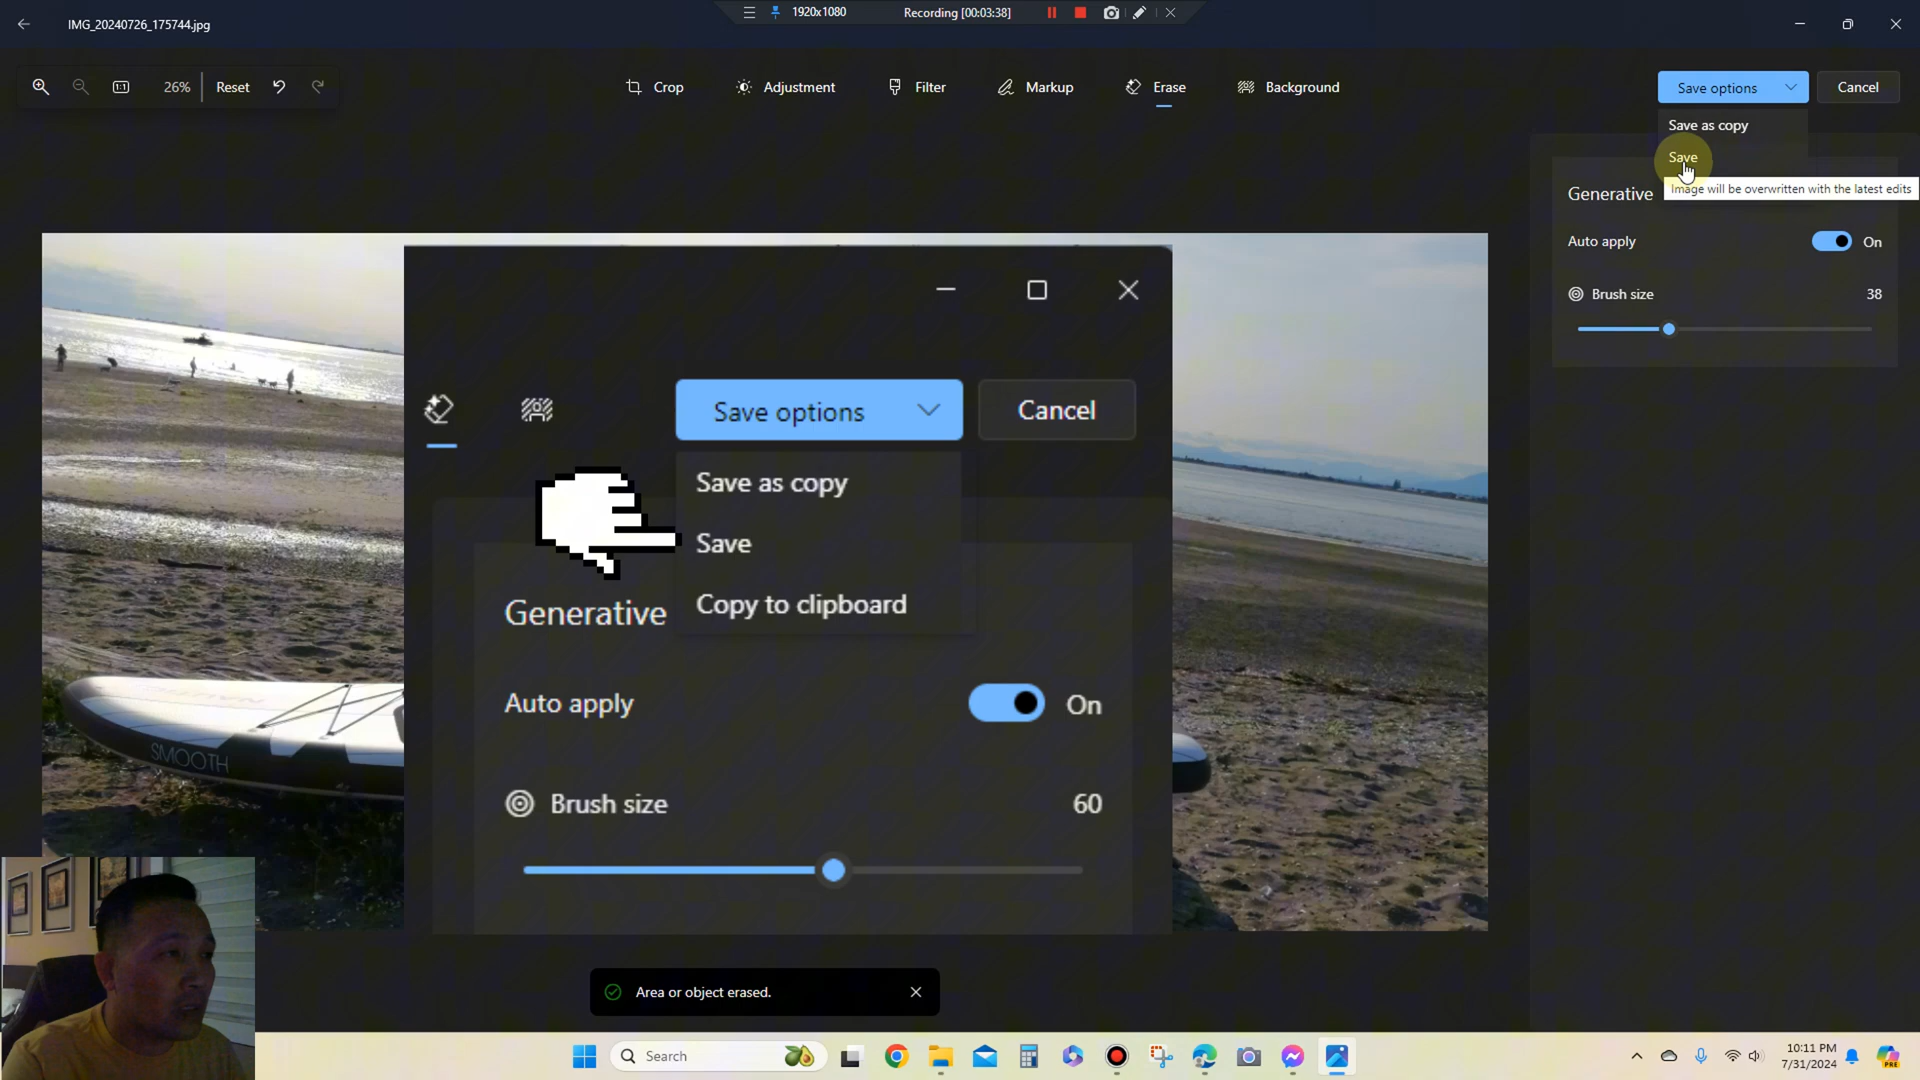 1920x1080
Recording [00:03:38]
IMG_20240726_175744.jpg
26%
Reset
Crop
Adjustment
Filter
Markup
Erase
Background
Save options
Cancel
Save as copy
Save
Image will be overwritten with the latest edits
Generative
Auto apply
On
Brush size
38
Save options
Cancel
Save as copy
Save
Copy to clipboard
Generative
Auto apply
On
Brush size
60
SMOOTH
Area or object erased.
Search
10:11 PM
7/31/2024
PRE